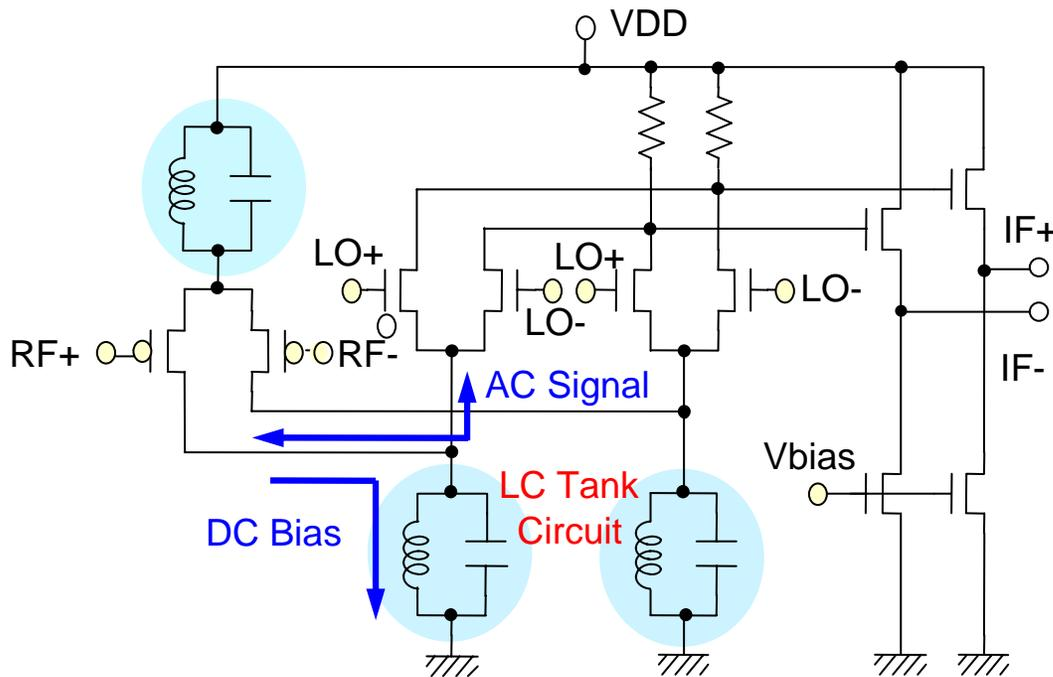 VDD
LO+
LO+
IF+
LO-
LO-
RF+
RF-
IF-
AC Signal
Vbias
LC Tank
Circuit
DC Bias